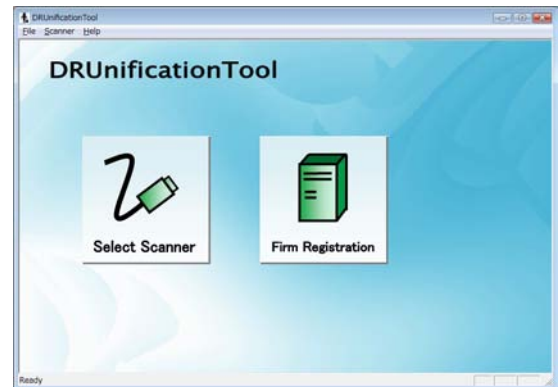 DRUnificationTool
File Scanner Help
DRUnificationTool
Select Scanner
Firm Registration
Ready